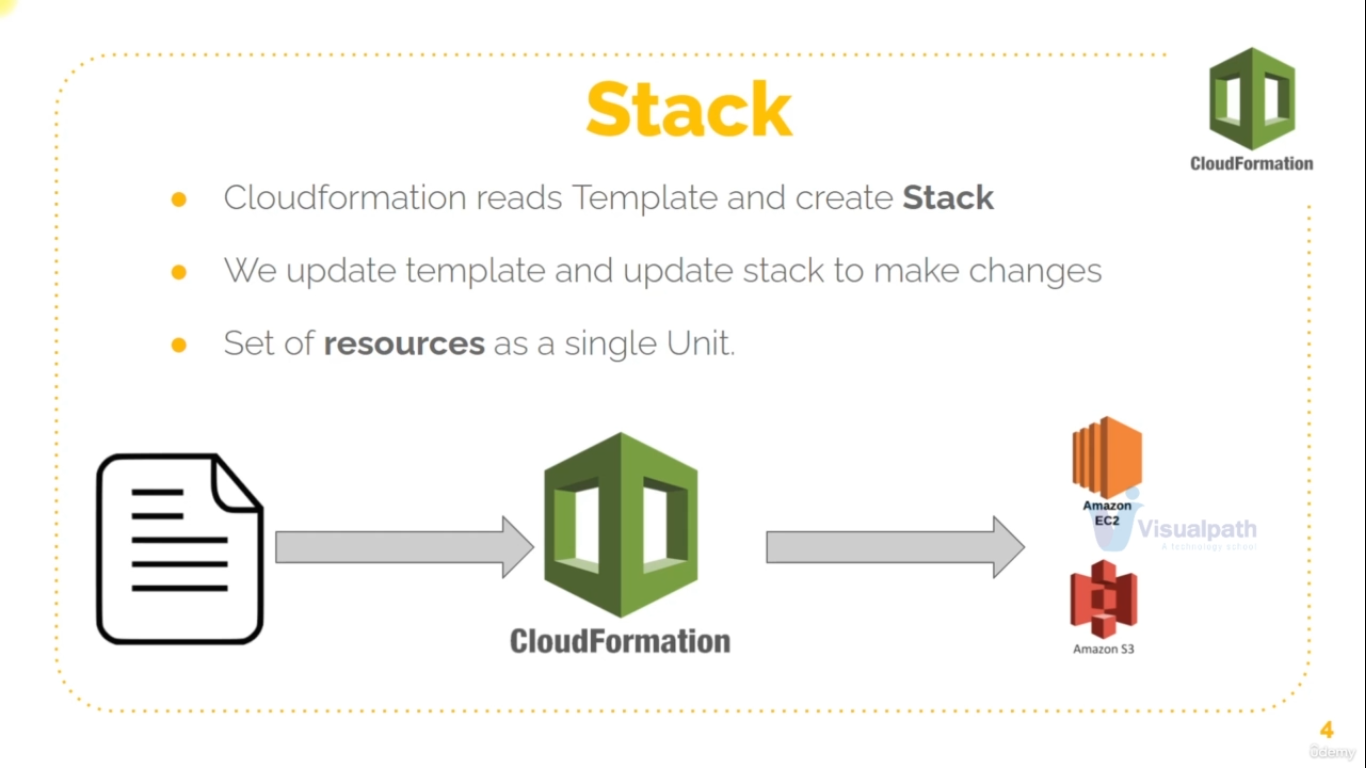 Stack
CloudFormation
Cloudformation reads Template and create Stack
We update template and update stack to make changes
Set of resources as a single Unit.
CloudFormation
Amazon
EC2
Visualpath
A technology school
Amazon S3
4
ûdemy